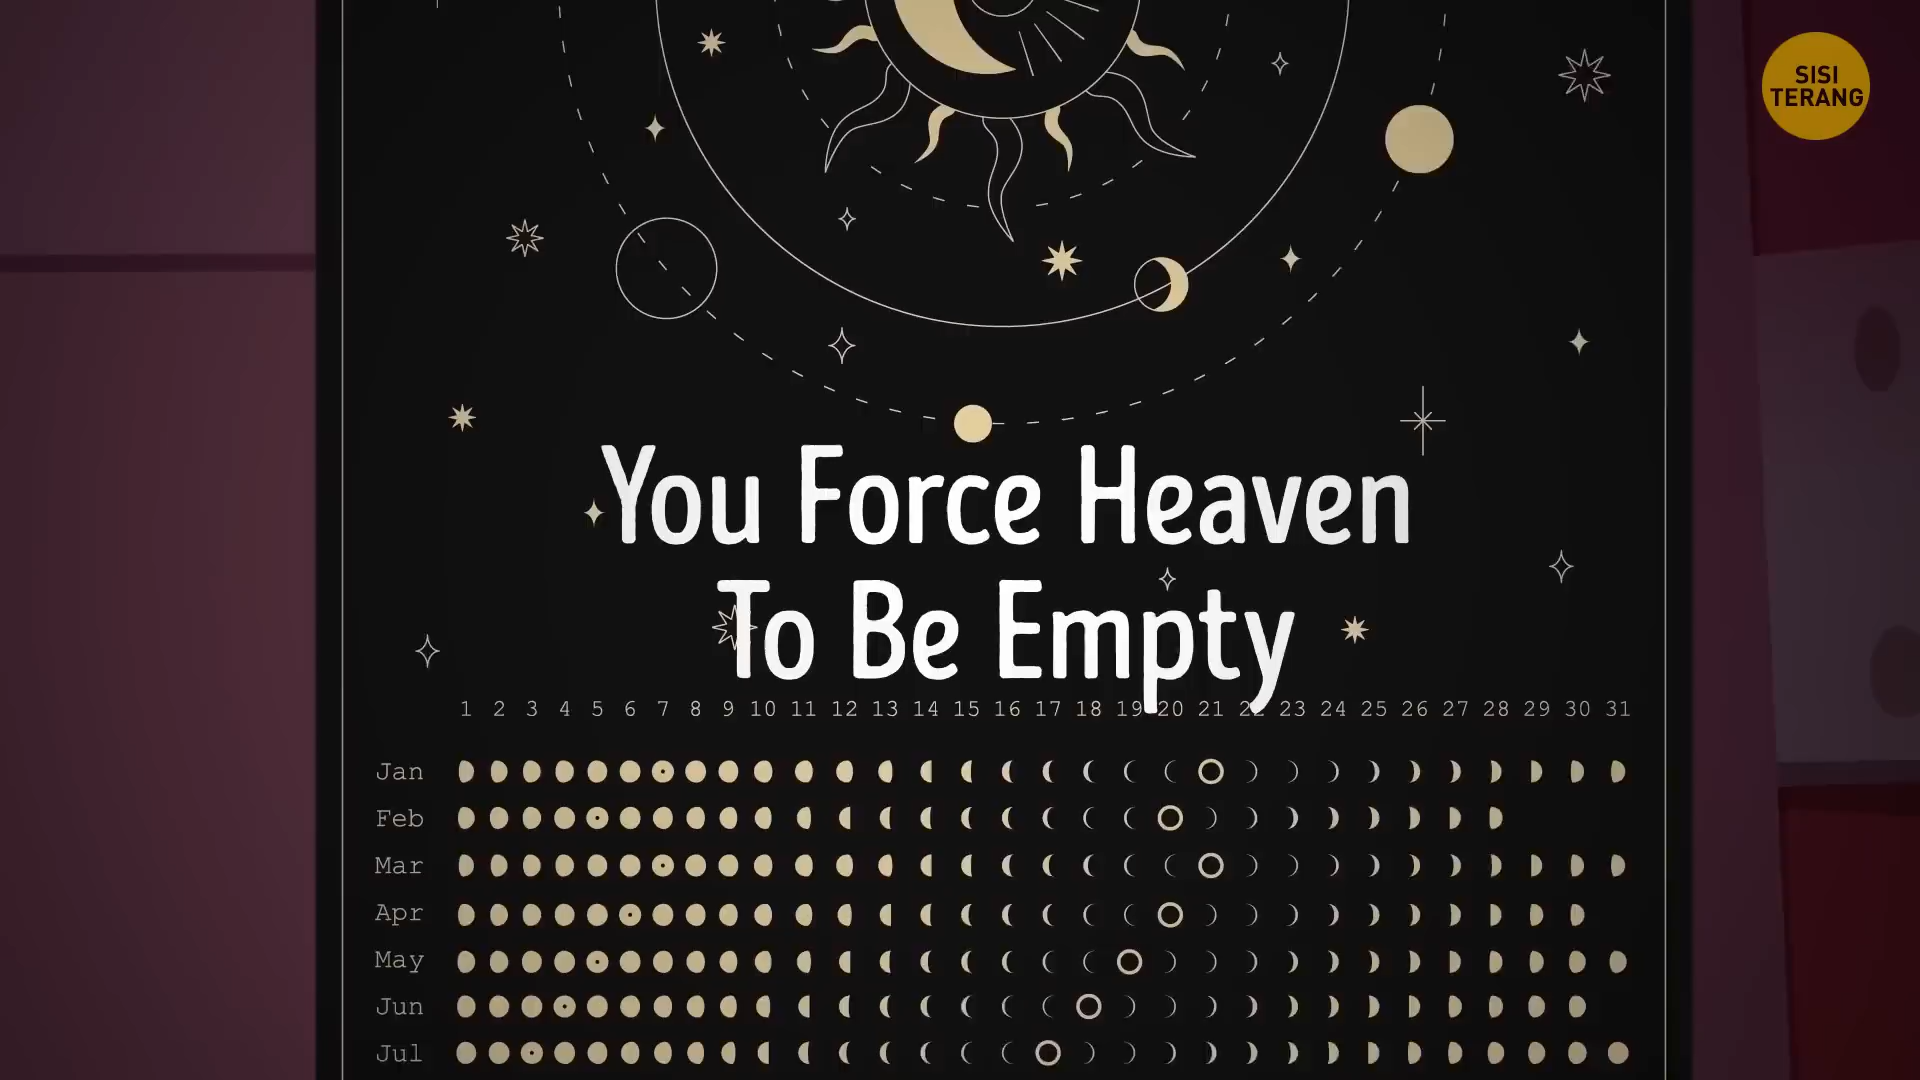 SISI
TERANG
You Force Heaven
To Be Empty
1 2 3 4 5 6 7 8 9 10 11 12 13 14 15 16 17 18 19 20 21 22 23 24 25 26 27 28 29 30 31
Jan
Feb
Mar
Apr
May
Jun
Jul